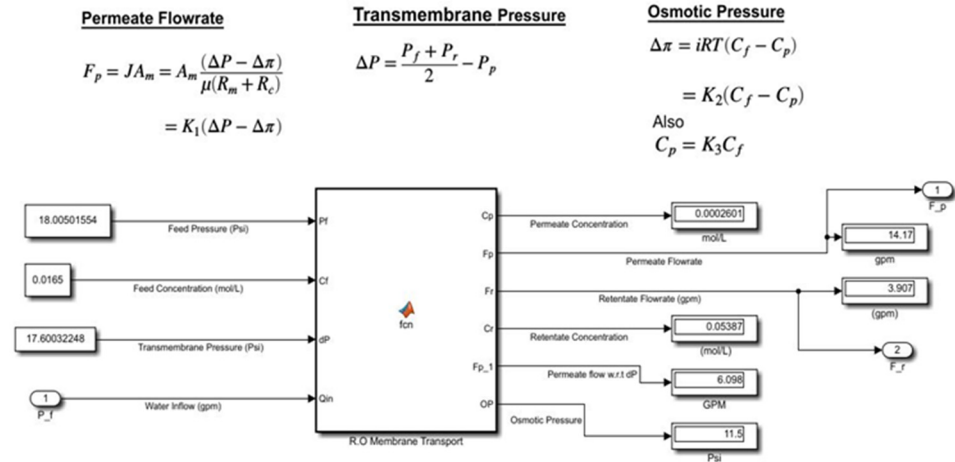 Permeate Flowrate
Transmembrane Pressure
Osmotic Pressure
F_p = JA_m = A_m (ΔP − Δπ) / μ(R_m + R_c)
= K_1(ΔP − Δπ)
ΔP = (P_f + P_r) / 2 − P_p
Δπ = iRT(C_f − C_p)
= K_2(C_f − C_p)
Also
C_p = K_3C_f
18.00501554
Feed Pressure (Psi)
Pf
0.0165
Feed Concentration (mol/L)
Cf
17.60032248
Transmembrane Pressure (Psi)
dP
1
P_f
Water Inflow (gpm)
Qin
fcn
R.O Membrane Transport
Cp
Permeate Concentration
0.0002601
mol/L
Fp
Permeate Flowrate
1
F_p
14.17
gpm
Fr
Retentate Flowrate (gpm)
3.907
(gpm)
2
F_r
Cr
Retentate Concentration
0.05387
(mol/L)
Fp_1
Permeate flow w.r.t dP
6.098
GPM
OP
Osmotic Pressure
11.5
Psi